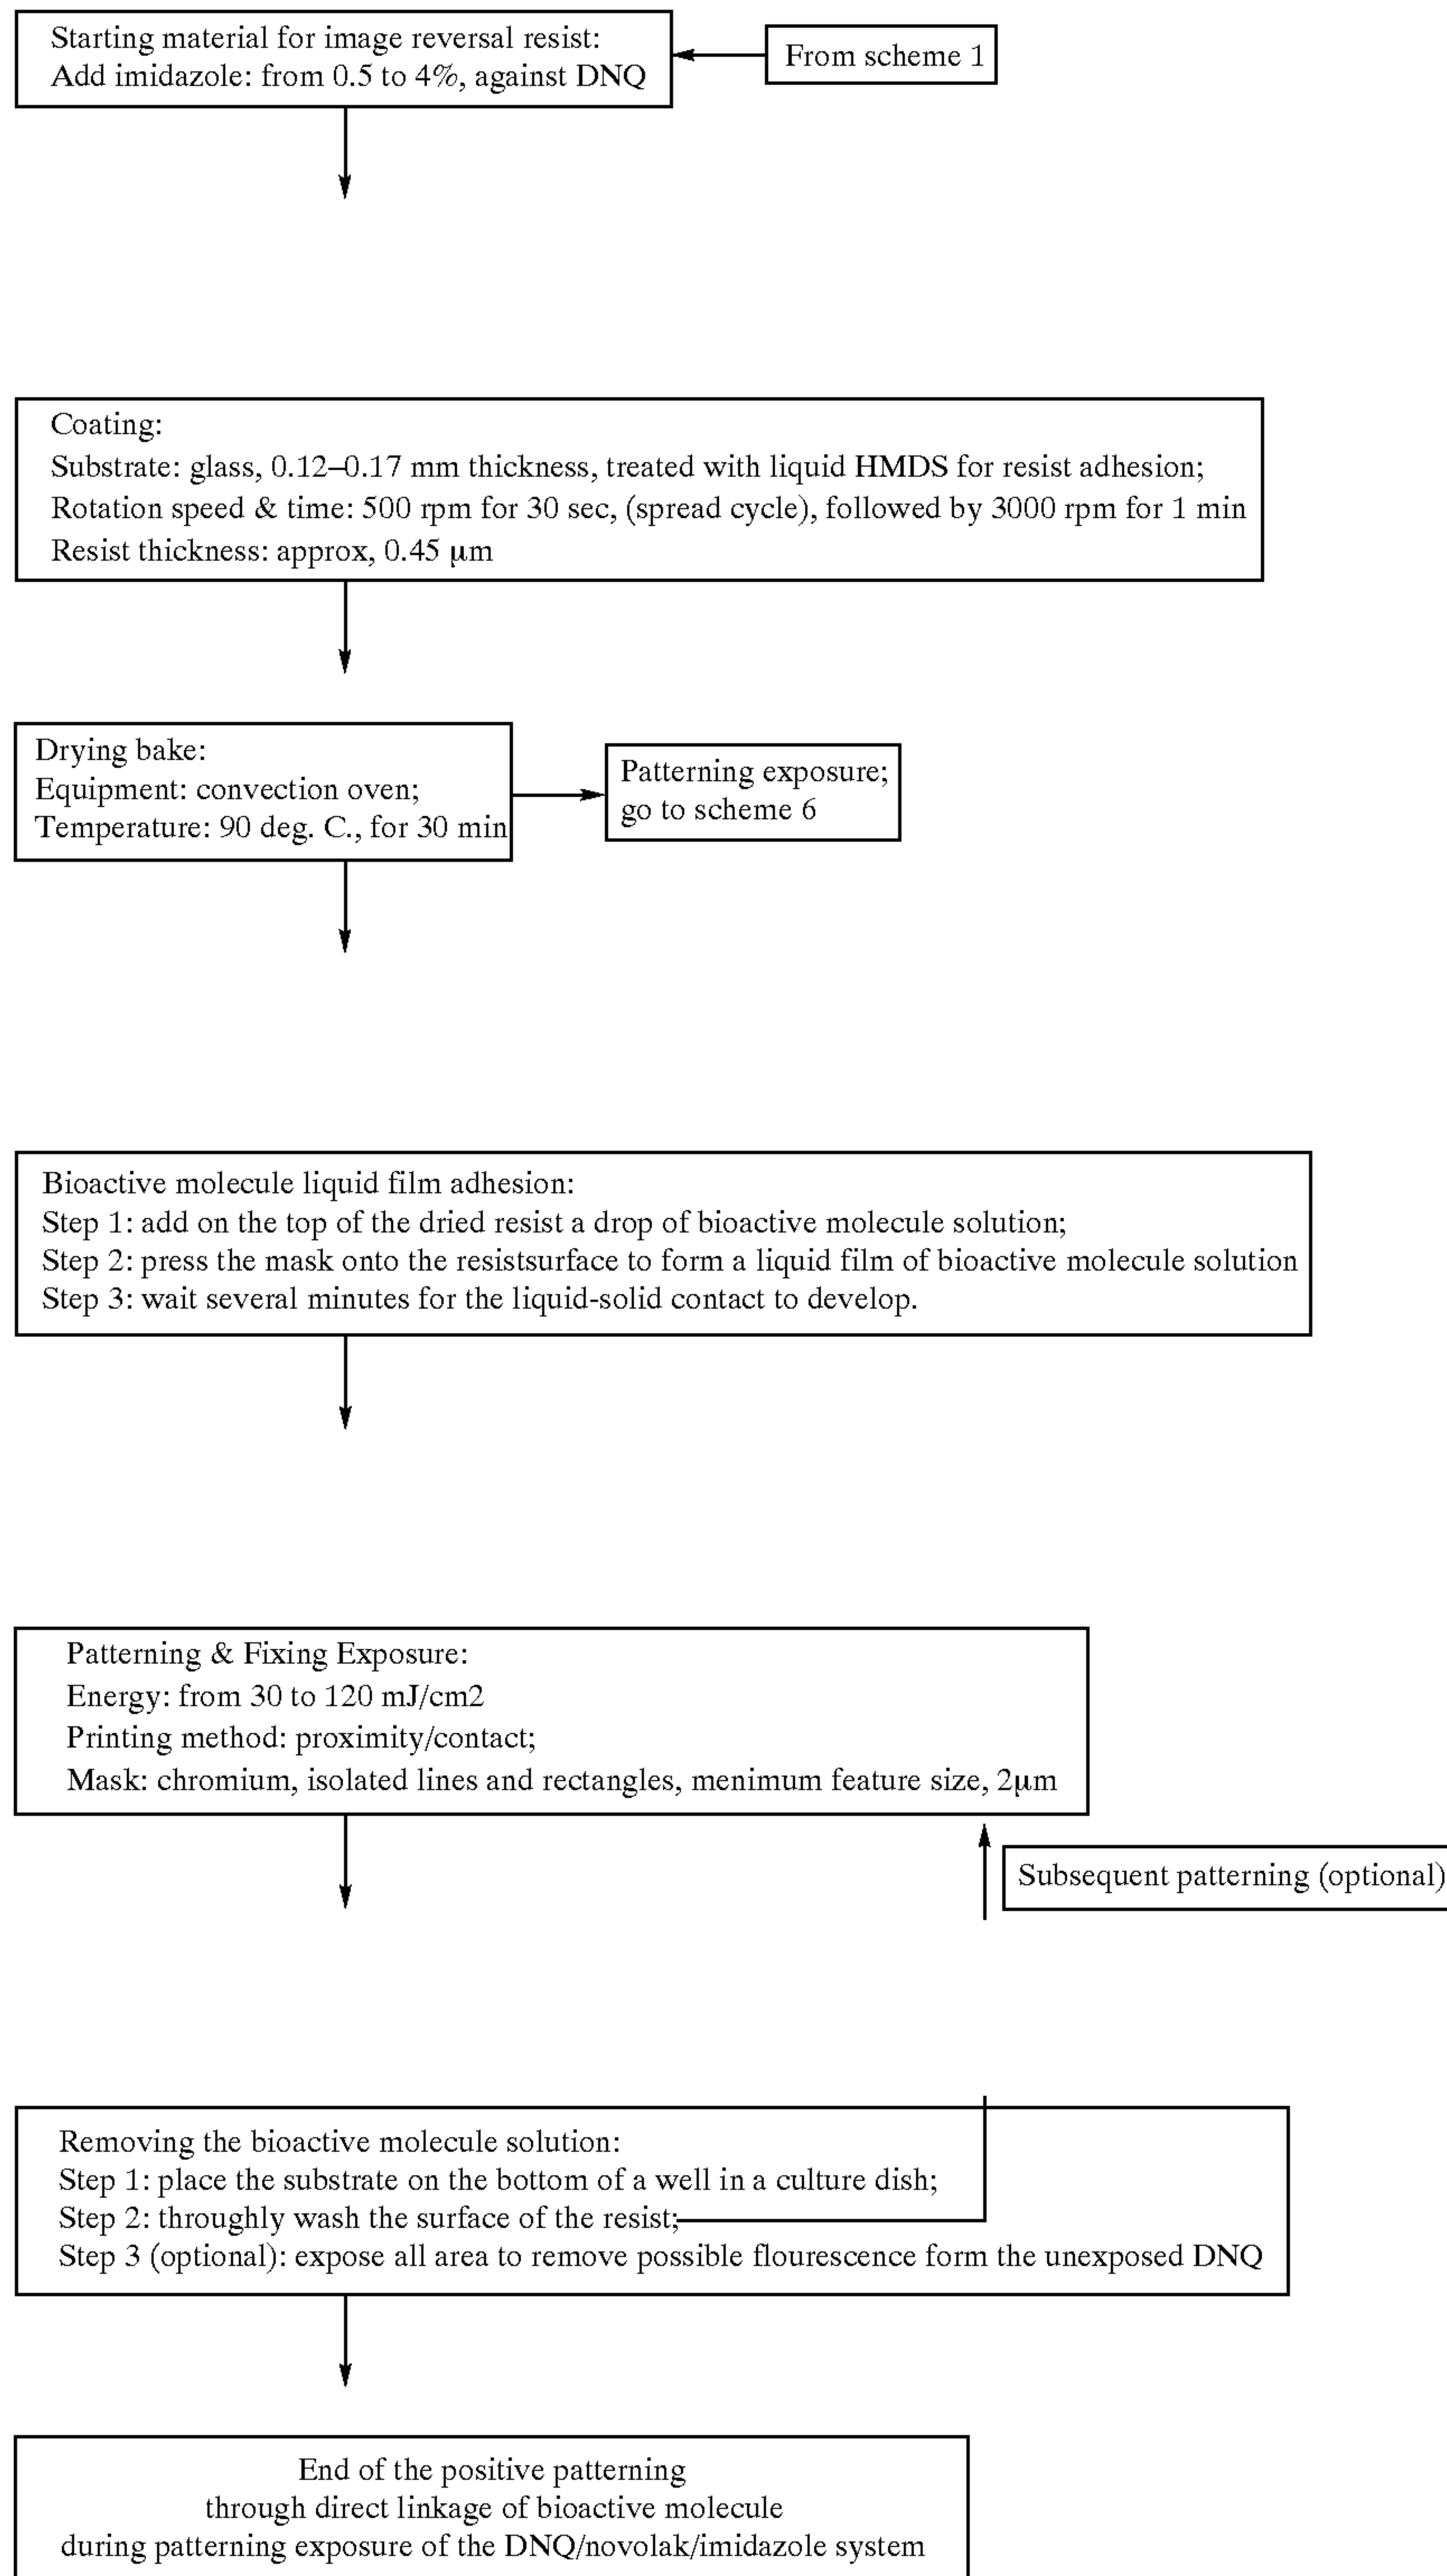 Starting material for image reversal resist:
Add imidazole: from 0.5 to 4%, against DNQ
From scheme 1
Coating:
Substrate: glass, 0.12–0.17 mm thickness, treated with liquid HMDS for resist adhesion;
Rotation speed & time: 500 rpm for 30 sec, (spread cycle), followed by 3000 rpm for 1 min
Resist thickness: approx, 0.45 μm
Drying bake:
Equipment: convection oven;
Temperature: 90 deg. C., for 30 min
Patterning exposure;
go to scheme 6
Bioactive molecule liquid film adhesion:
Step 1: add on the top of the dried resist a drop of bioactive molecule solution;
Step 2: press the mask onto the resistsurface to form a liquid film of bioactive molecule solution
Step 3: wait several minutes for the liquid-solid contact to develop.
Patterning & Fixing Exposure:
Energy: from 30 to 120 mJ/cm2
Printing method: proximity/contact;
Mask: chromium, isolated lines and rectangles, menimum feature size, 2μm
Subsequent patterning (optional)
Removing the bioactive molecule solution:
Step 1: place the substrate on the bottom of a well in a culture dish;
Step 2: throughly wash the surface of the resist;
Step 3 (optional): expose all area to remove possible flourescence form the unexposed DNQ
End of the positive patterning
through direct linkage of bioactive molecule
during patterning exposure of the DNQ/novolak/imidazole system